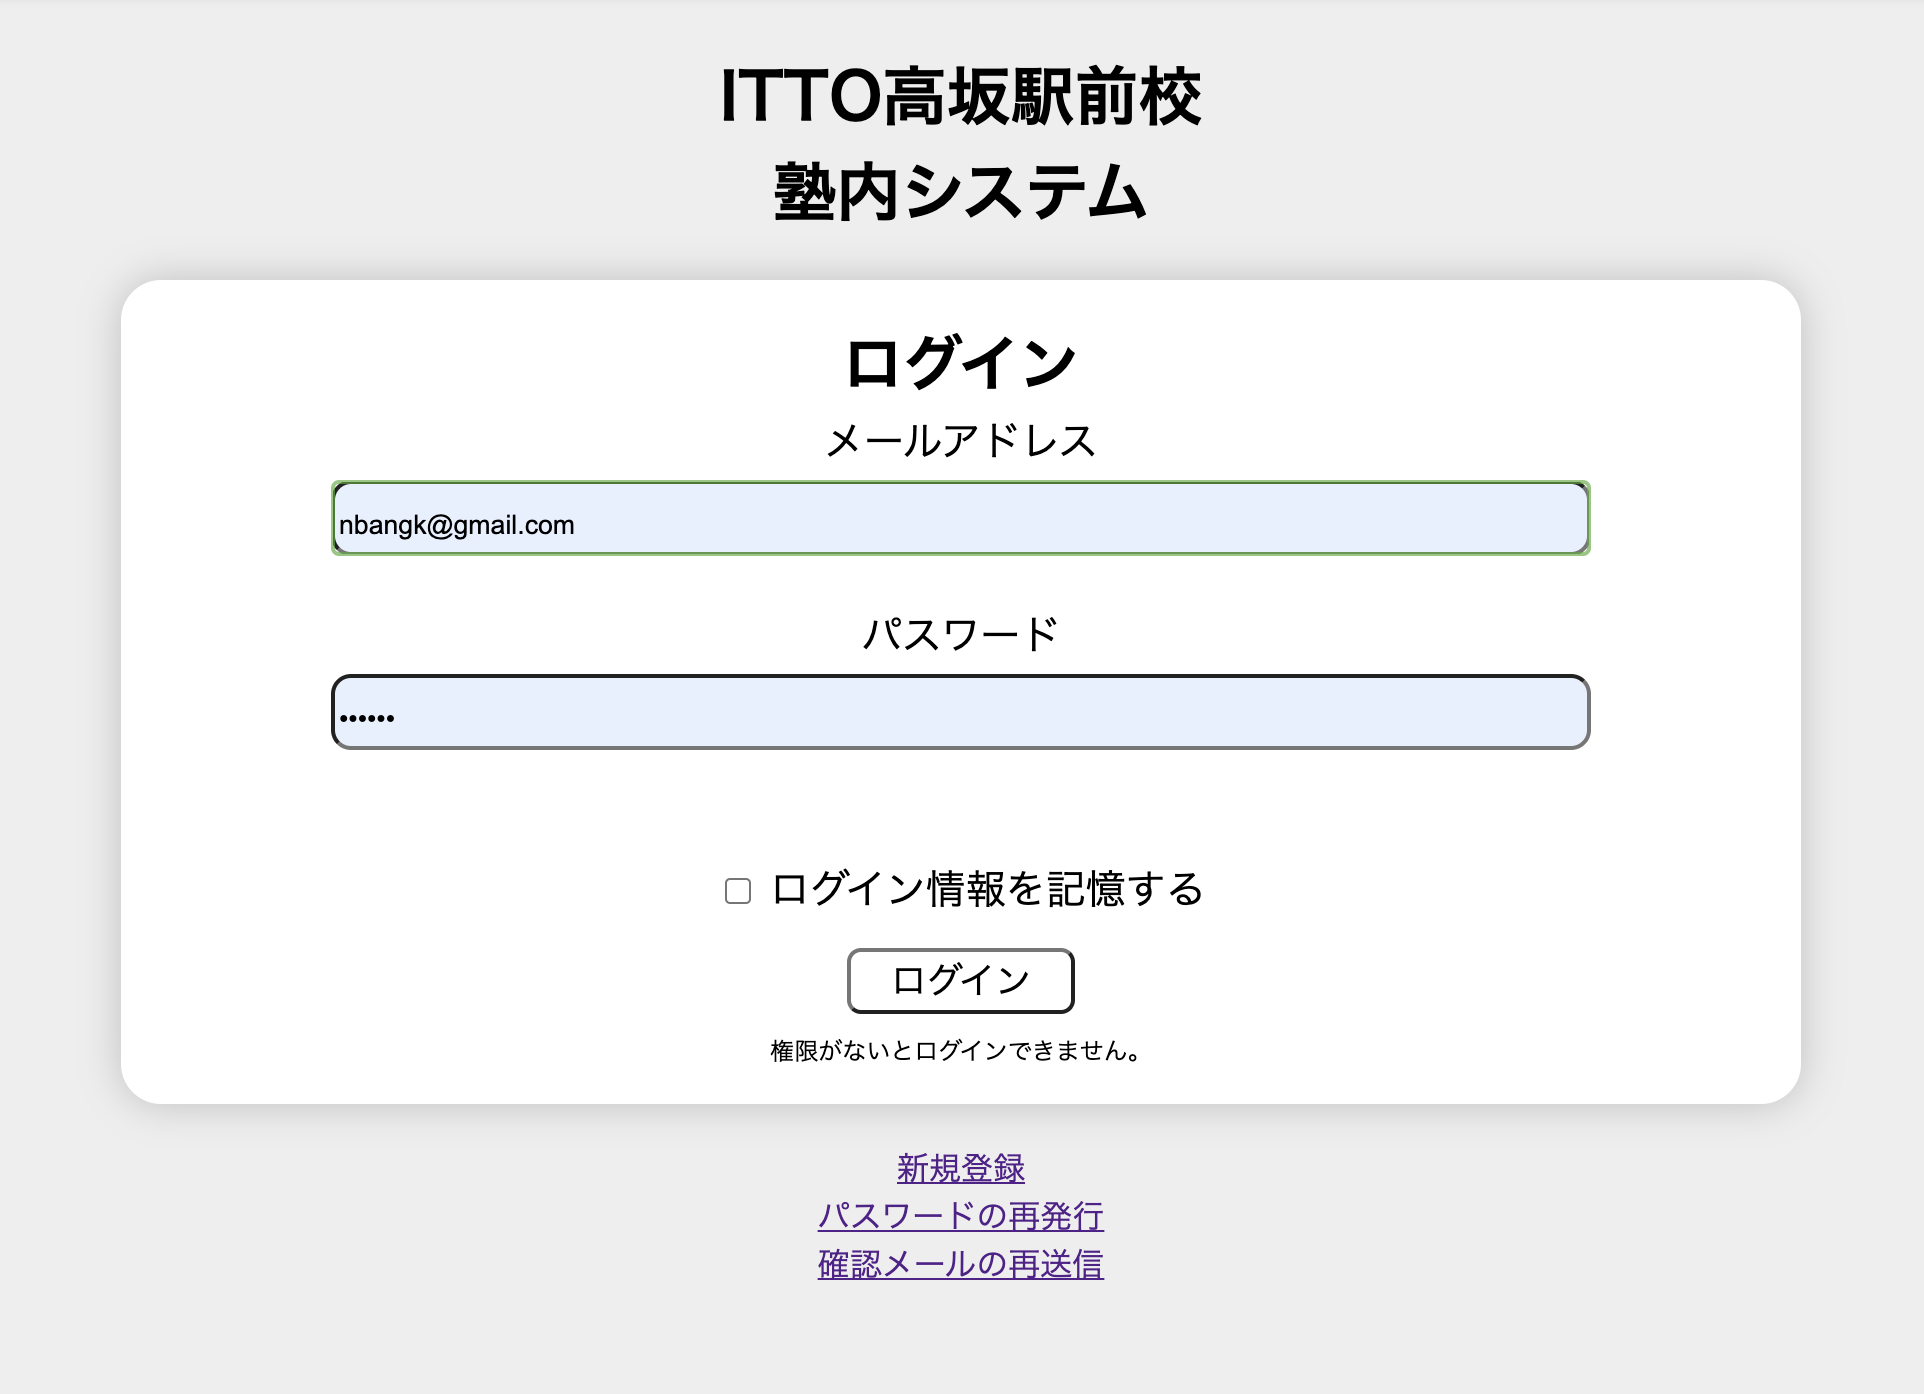 ITTO高坂駅前校
塾内システム
ログイン
メールアドレス
nbangk@gmail.com
パスワード
••••••
ログイン情報を記憶する
ログイン
権限がないとログインできません。
新規登録
パスワードの再発行
確認メールの再送信